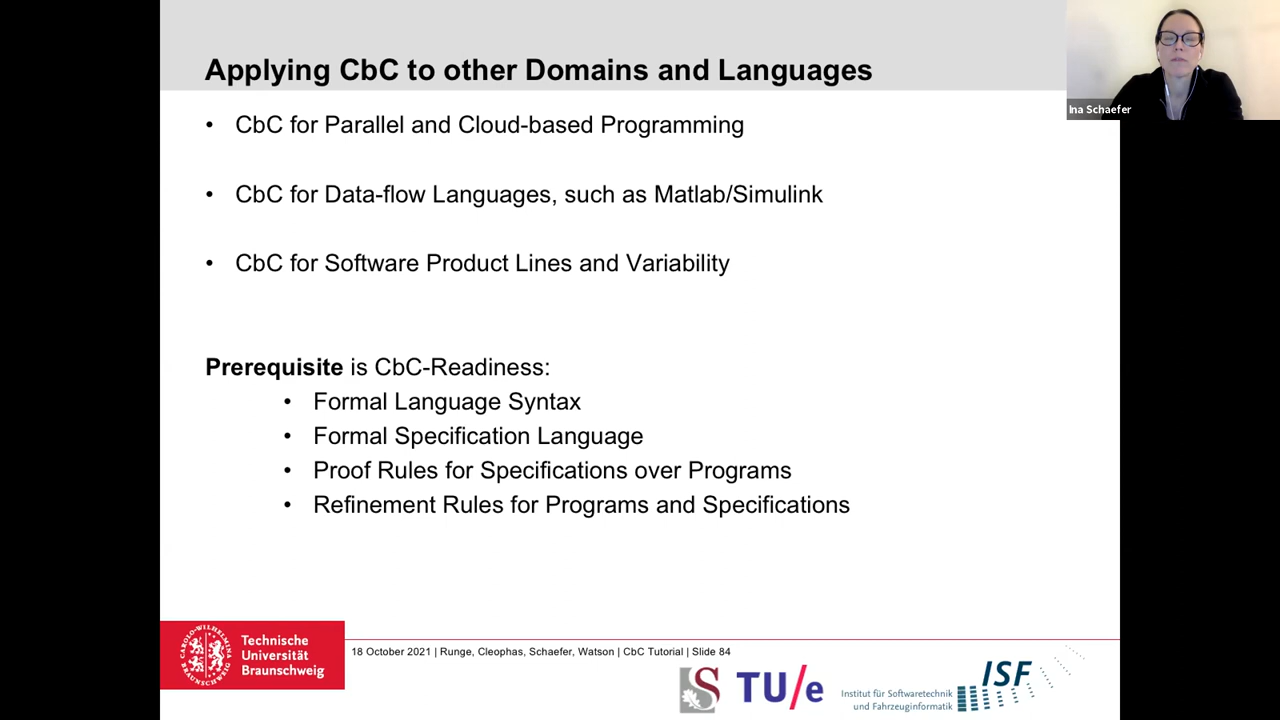 Applying CbC to other Domains and Languages
Ina Schaefer
• CbC for Parallel and Cloud-based Programming
• CbC for Data-flow Languages, such as Matlab/Simulink
• CbC for Software Product Lines and Variability
Prerequisite is CbC-Readiness:
• Formal Language Syntax
• Formal Specification Language
• Proof Rules for Specifications over Programs
• Refinement Rules for Programs and Specifications
Technische
Universität
Braunschweig
18 October 2021 | Runge, Cleophas, Schaefer, Watson | CbC Tutorial | Slide 84
S
TU/e
Institut für Softwaretechnik
und Fahrzeuginformatik
ISF